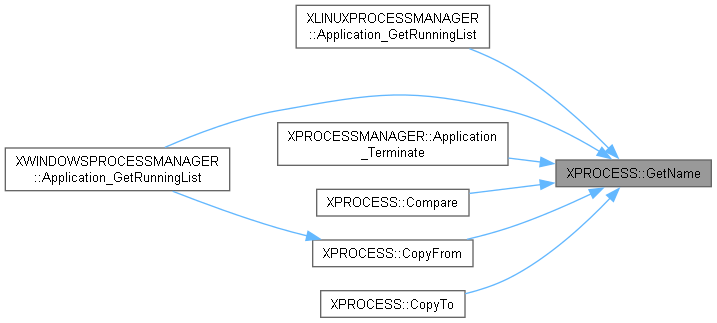 XLINUXPROCESSMANAGER
::Application_GetRunningList
XPROCESSMANAGER::Application
_Terminate
XWINDOWSPROCESSMANAGER
::Application_GetRunningList
XPROCESS::GetName
XPROCESS::Compare
XPROCESS::CopyFrom
XPROCESS::CopyTo